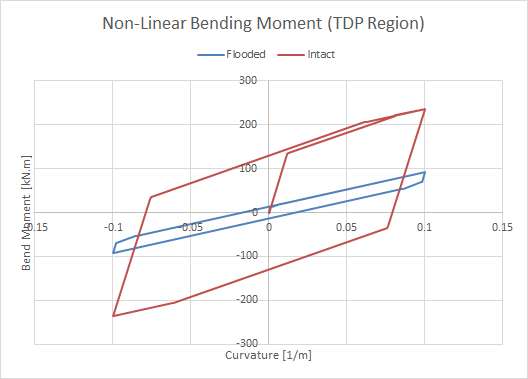 Non-Linear Bending Moment (TDP Region)
Flooded Intact
300
200
100
0
-100
-200
-300
-0.15 -0.1 -0.05 0 0.05 0.1 0.15
Bend Moment [kN.m]
Curvature [1/m]